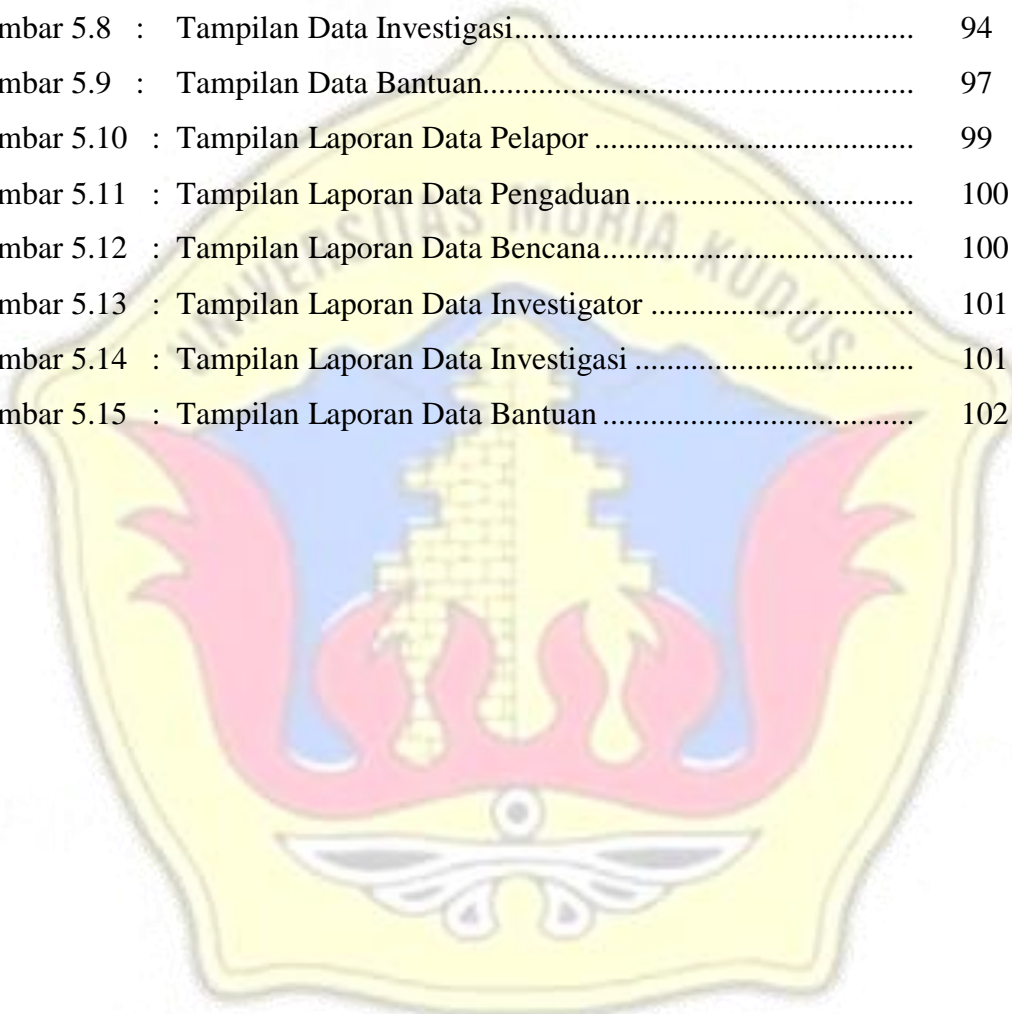 mbar 5.8 : Tampilan Data Investigasi............................................. 94
mbar 5.9 : Tampilan Data Bantuan................................................. 97
mbar 5.10 : Tampilan Laporan Data Pelapor ................................... 99
mbar 5.11 : Tampilan Laporan Data Pengaduan .............................. 100
mbar 5.12 : Tampilan Laporan Data Bencana.................................. 100
mbar 5.13 : Tampilan Laporan Data Investigator ............................. 101
mbar 5.14 : Tampilan Laporan Data Investigasi ............................... 101
mbar 5.15 : Tampilan Laporan Data Bantuan .................................. 102
UNIVERSITAS MURIA KUDUS